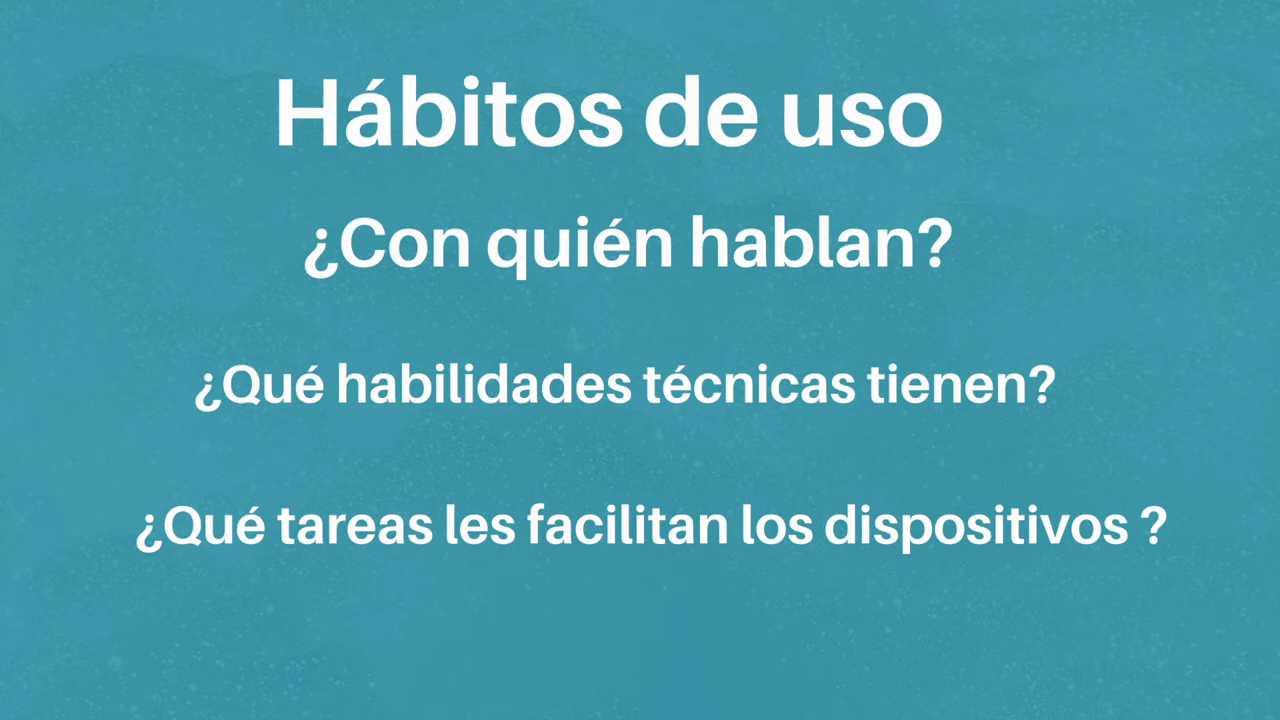 Hábitos de uso
¿Con quién hablan?
¿Qué habilidades técnicas tienen?
¿Qué tareas les facilitan los dispositivos ?